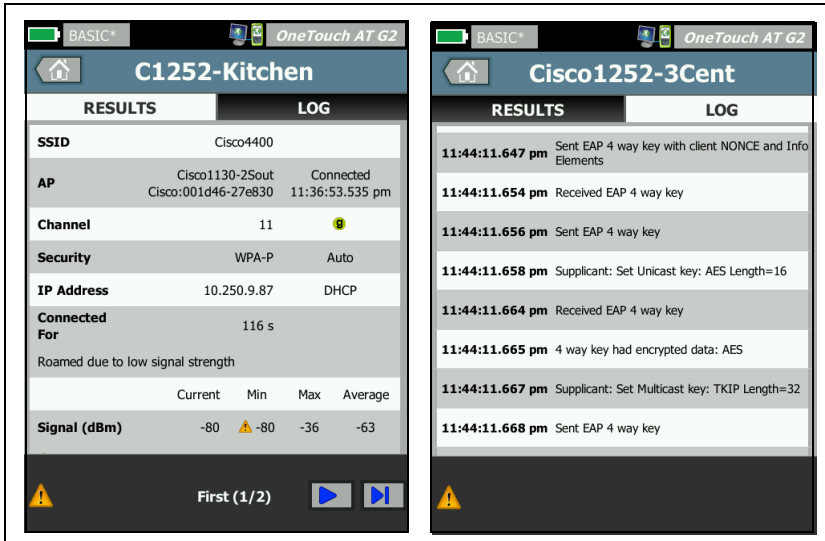 BASIC*
OneTouch AT G2
C1252-Kitchen
RESULTS
LOG
SSID Cisco4400
AP Cisco1130-2Sout Connected
Cisco:001d46-27e830 11:36:53.535 pm
Channel 11 g
Security WPA-P Auto
IP Address 10.250.9.87 DHCP
Connected
For 116 s
Roamed due to low signal strength
Current Min Max Average
Signal (dBm) -80 -80 -36 -63
First (1/2)
BASIC*
OneTouch AT G2
Cisco1252-3Cent
RESULTS
LOG
11:44:11.647 pm Sent EAP 4 way key with client NONCE and Info
Elements
11:44:11.654 pm Received EAP 4 way key
11:44:11.656 pm Sent EAP 4 way key
11:44:11.658 pm Supplicant: Set Unicast key: AES Length=16
11:44:11.664 pm Received EAP 4 way key
11:44:11.665 pm 4 way key had encrypted data: AES
11:44:11.667 pm Supplicant: Set Multicast key: TKIP Length=32
11:44:11.668 pm Sent EAP 4 way key